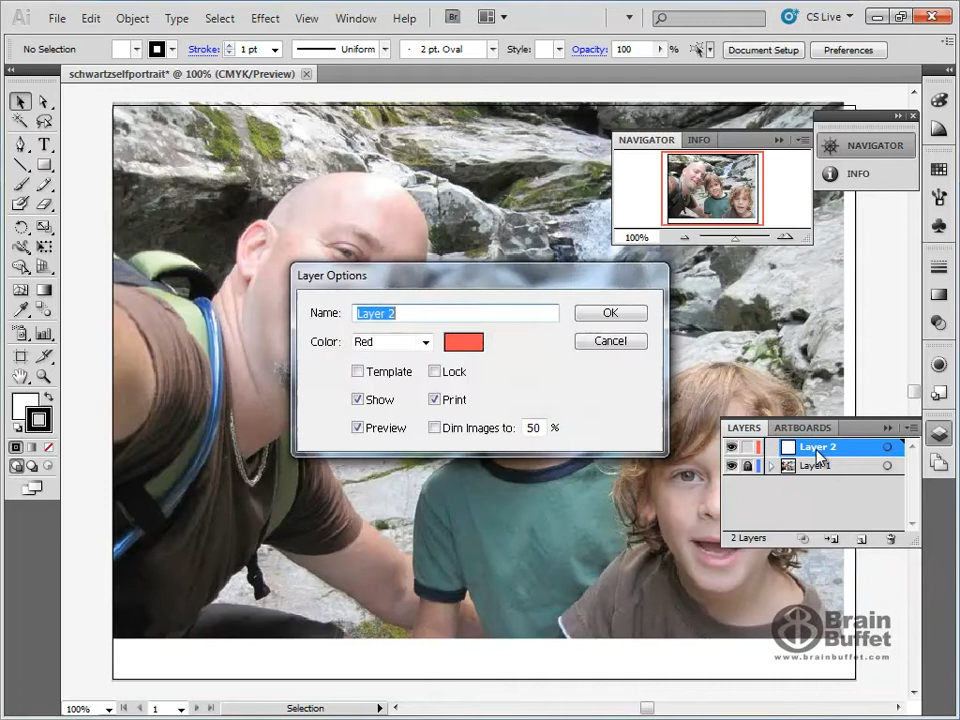 Ai File Edit Object Type Select Effect View Window Help Br CS Live
No Selection Stroke: 1 pt Uniform 2 pt. Oval Style: Opacity: 100 % Document Setup Preferences
schwartzselfportrait* @ 100% (CMYK/Preview)
NAVIGATOR INFO
NAVIGATOR
INFO
100%
Layer Options
Name: Layer 2 OK
Color: Red Cancel
Template Lock
Show Print
Preview Dim Images to: 50 %
LAYERS ARTBOARDS
Layer 2
Layer 1
2 Layers
Brain
Buffet
www.brainbuffet.com
100% 1 Selection